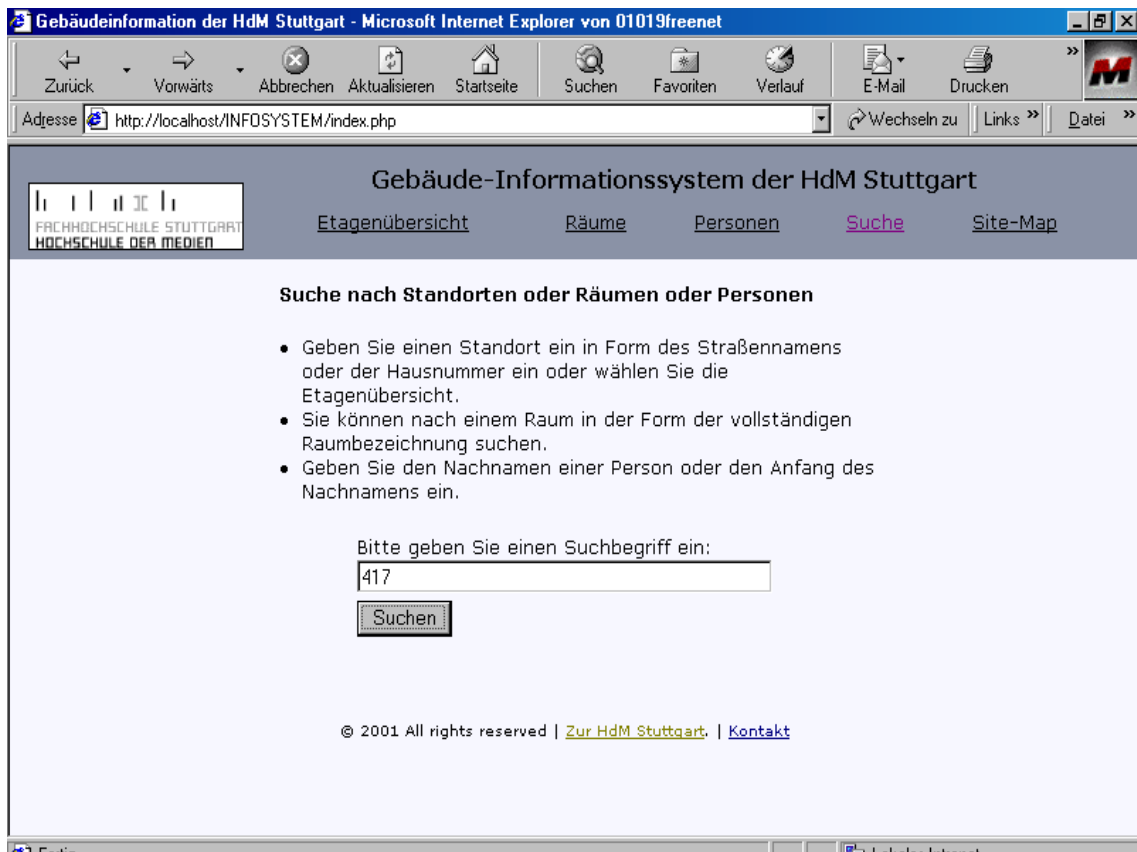 Gebäudeinformation der HdM Stuttgart - Microsoft Internet Explorer von 01019freenet
Zurück Vorwärts Abbrechen Aktualisieren Startseite Suchen Favoriten Verlauf E-Mail Drucken »
Adresse http://localhost/INFOSYSTEM/index.php Wechseln zu Links » Datei »
Gebäude-Informationssystem der HdM Stuttgart
FACHHOCHSCHULE STUTTGART
HOCHSCHULE DER MEDIEN
Etagenübersicht Räume Personen Suche Site-Map
Suche nach Standorten oder Räumen oder Personen
• Geben Sie einen Standort ein in Form des Straßennamens
oder der Hausnummer ein oder wählen Sie die
Etagenübersicht.
• Sie können nach einem Raum in der Form der vollständigen
Raumbezeichnung suchen.
• Geben Sie den Nachnamen einer Person oder den Anfang des
Nachnamens ein.
Bitte geben Sie einen Suchbegriff ein:
417
Suchen
© 2001 All rights reserved | Zur HdM Stuttgart. | Kontakt